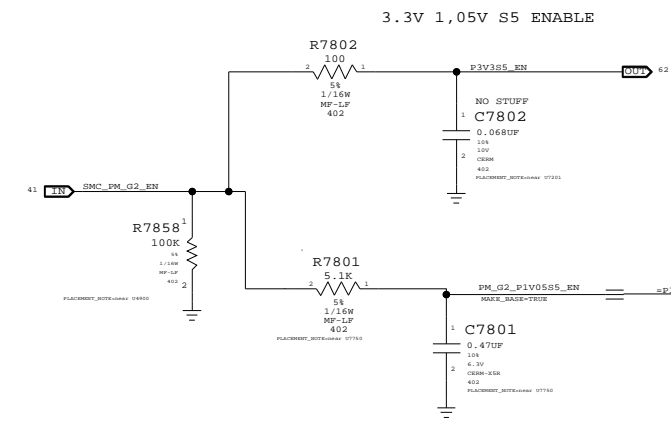 3.3V 1,05V S5 ENABLE
R7802
100
2 1
5%
1/16W
MF-LF
402
P3V3S5_EN
OUT 62
NO STUFF
1
C7802
0.068UF
10%
10V
2
CERM
402
PLACEMENT_NOTE=near U7201
41 IN SMC_PM_G2_EN
R7858
1
100K
5%
1/16W
MF-LF
402
2
PLACEMENT_NOTE=near U4900
R7801
5.1K
2 1
5%
1/16W
MF-LF
402
PLACEMENT_NOTE=near U7750
PM_G2_P1V05S5_EN
MAKE_BASE=TRUE
=P
1
C7801
0.47UF
10%
6.3V
2
CERM-X5R
402
PLACEMENT_NOTE=near U7750